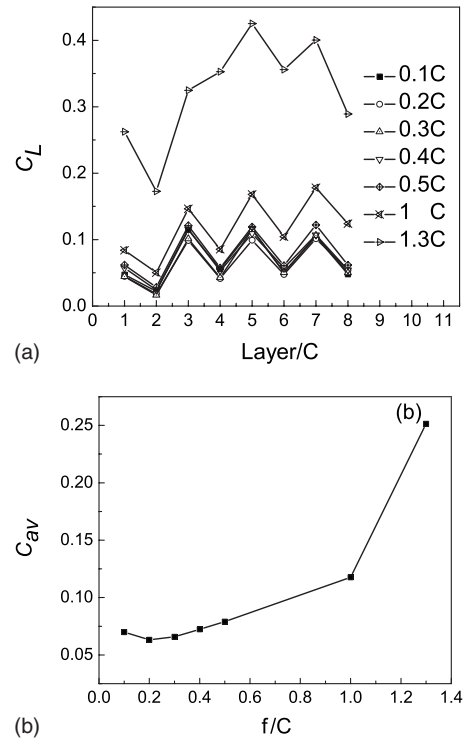 0.4
0.3
0.2
0.1
0.0
C_L
0.1C
0.2C
0.3C
0.4C
0.5C
1 C
1.3C
0 1 2 3 4 5 6 7 8 9 10 11
(a)
Layer/C
(b)
0.25
0.20
0.15
0.10
0.05
C_av
0.0 0.2 0.4 0.6 0.8 1.0 1.2 1.4
(b)
f/C